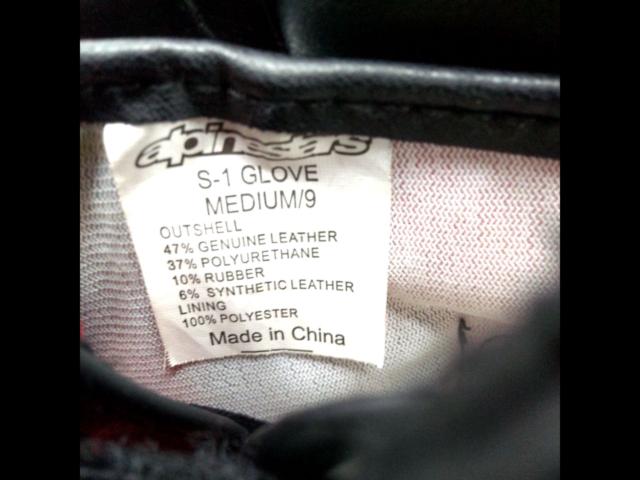 alpinestars
S-1 GLOVE
MEDIUM/9
OUTSHELL
47% GENUINE LEATHER
37% POLYURETHANE
10% RUBBER
6% SYNTHETIC LEATHER
LINING
100% POLYESTER
Made in China